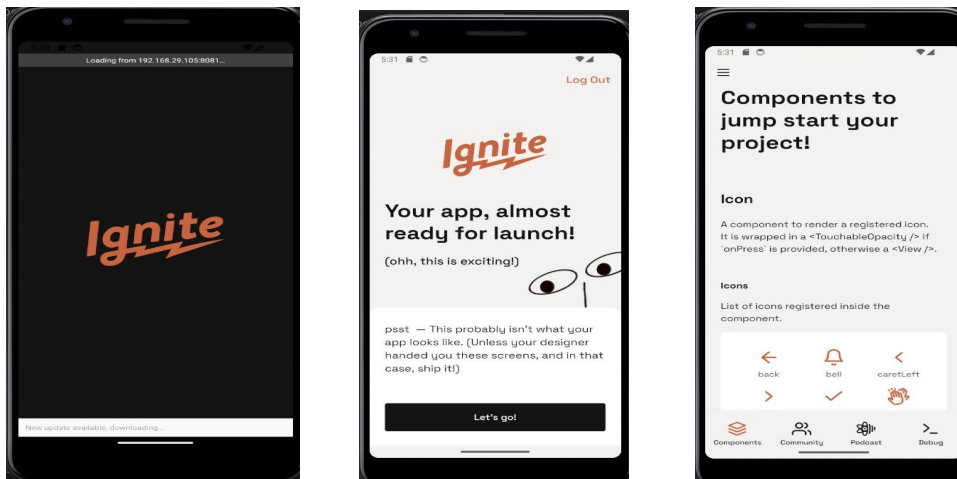 5:30
Loading from 192.168.29.105:8081...
Ignite
New update available, downloading...
5:31
Log Out
Ignite
Your app, almost
ready for launch!
(ohh, this is exciting!)
psst — This probably isn't what your
app looks like. (Unless your designer
handed you these screens, and in that
case, ship it!)
Let's go!
5:31
Components to
jump start your
project!
Icon
A component to render a registered icon.
It is wrapped in a <TouchableOpacity /> if
`onPress` is provided, otherwise a <View />.
Icons
List of icons registered inside the
component.
back bell caretLeft
Components Community Podcast Debug